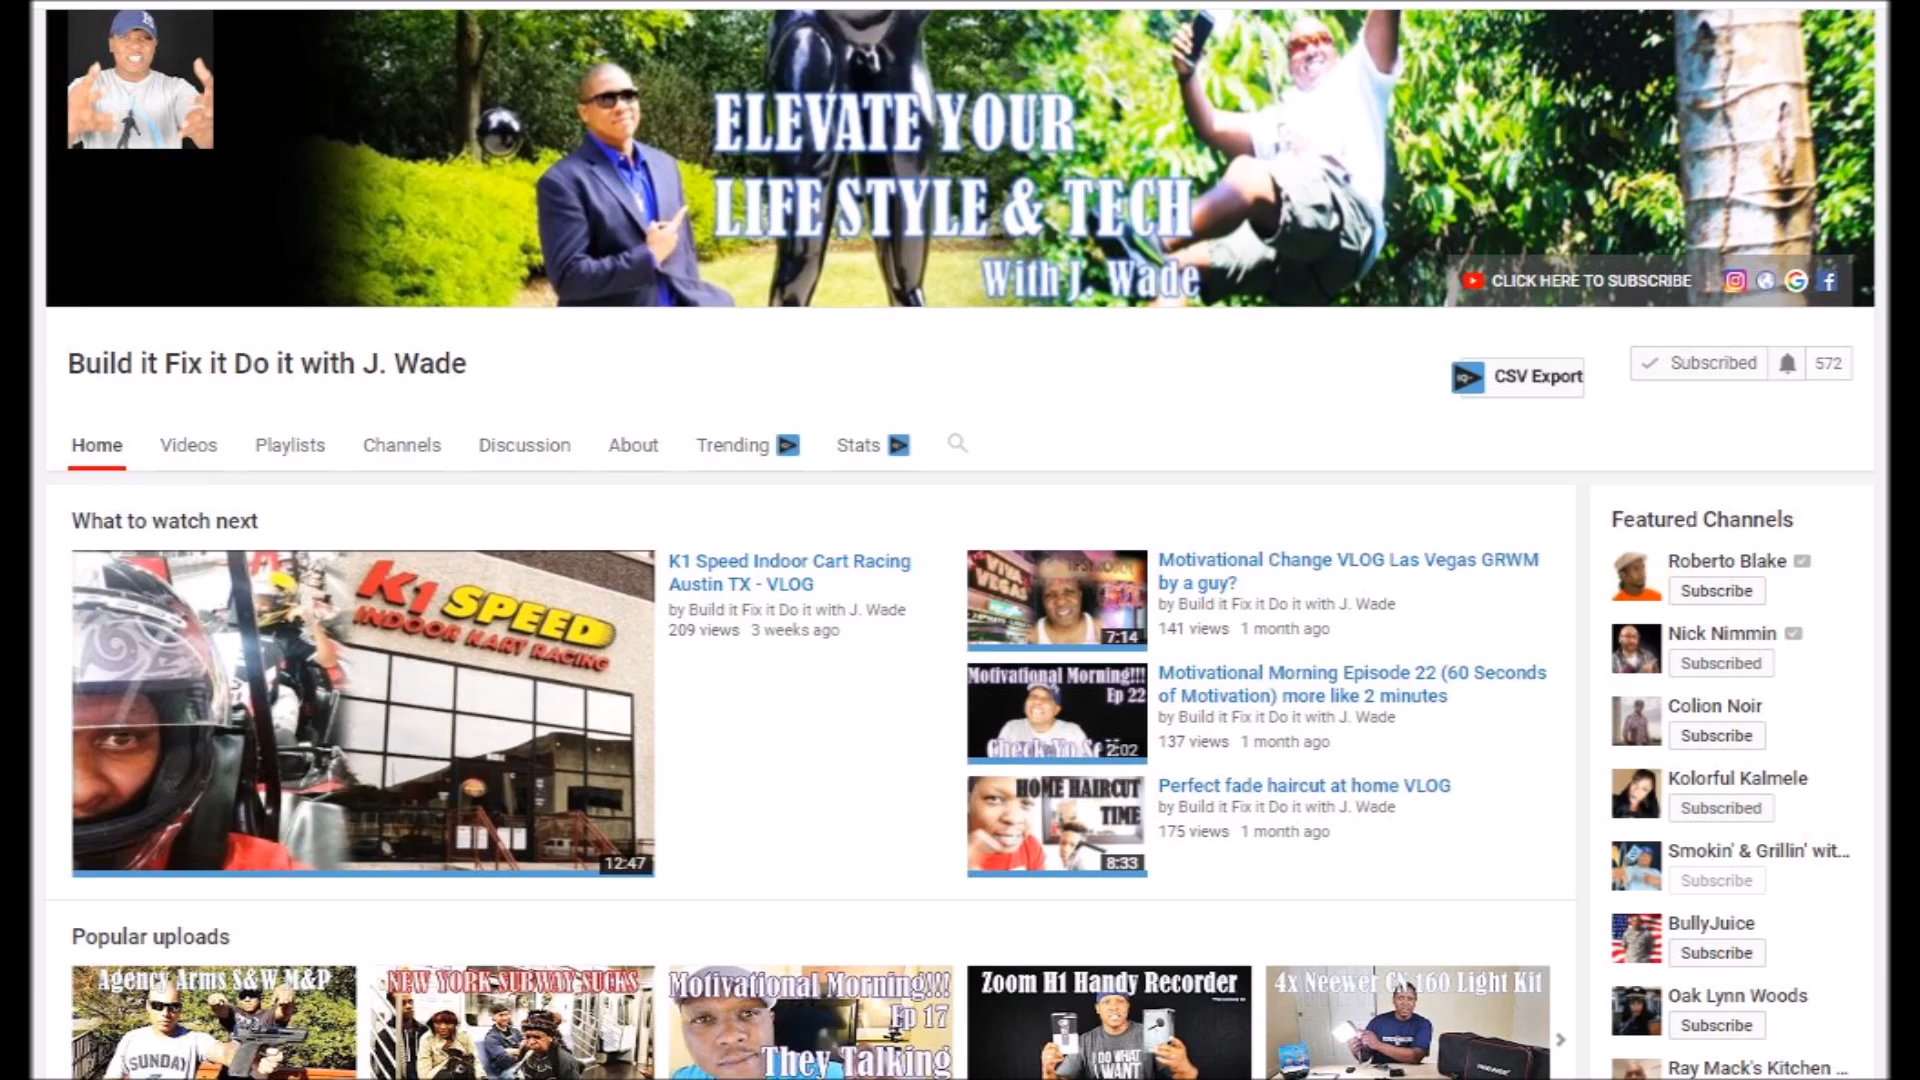 ELEVATE YOUR
LIFE STYLE & TECH
With J. Wade
CLICK HERE TO SUBSCRIBE
Build it Fix it Do it with J. Wade
CSV Export
Subscribed 572
Home Videos Playlists Channels Discussion About Trending Stats
What to watch next
K1 SPEED
INDOOR KART RACING
12:47
K1 Speed Indoor Cart Racing
Austin TX - VLOG
by Build it Fix it Do it with J. Wade
209 views 3 weeks ago
7:14
Motivational Change VLOG Las Vegas GRWM
by a guy?
by Build it Fix it Do it with J. Wade
141 views 1 month ago
Motivational Morning!!!
Ep 22
2:02
Motivational Morning Episode 22 (60 Seconds
of Motivation) more like 2 minutes
by Build it Fix it Do it with J. Wade
137 views 1 month ago
HOME HAIRCUT
TIME
8:33
Perfect fade haircut at home VLOG
by Build it Fix it Do it with J. Wade
175 views 1 month ago
Featured Channels
Roberto Blake
Subscribe
Nick Nimmin
Subscribed
Colion Noir
Subscribe
Kolorful Kalmele
Subscribed
Smokin' & Grillin' wit...
Subscribe
BullyJuice
Subscribe
Oak Lynn Woods
Subscribe
Ray Mack's Kitchen ...
Popular uploads
Agency Arms S&W M&P
SUNDAY
NEW YORK SUBWAY SUCKS
Motivational Morning!!!
Ep 17
They Talking
Zoom H1 Handy Recorder
I DO WHAT
I WANT
4x Neewer CN-160 Light Kit